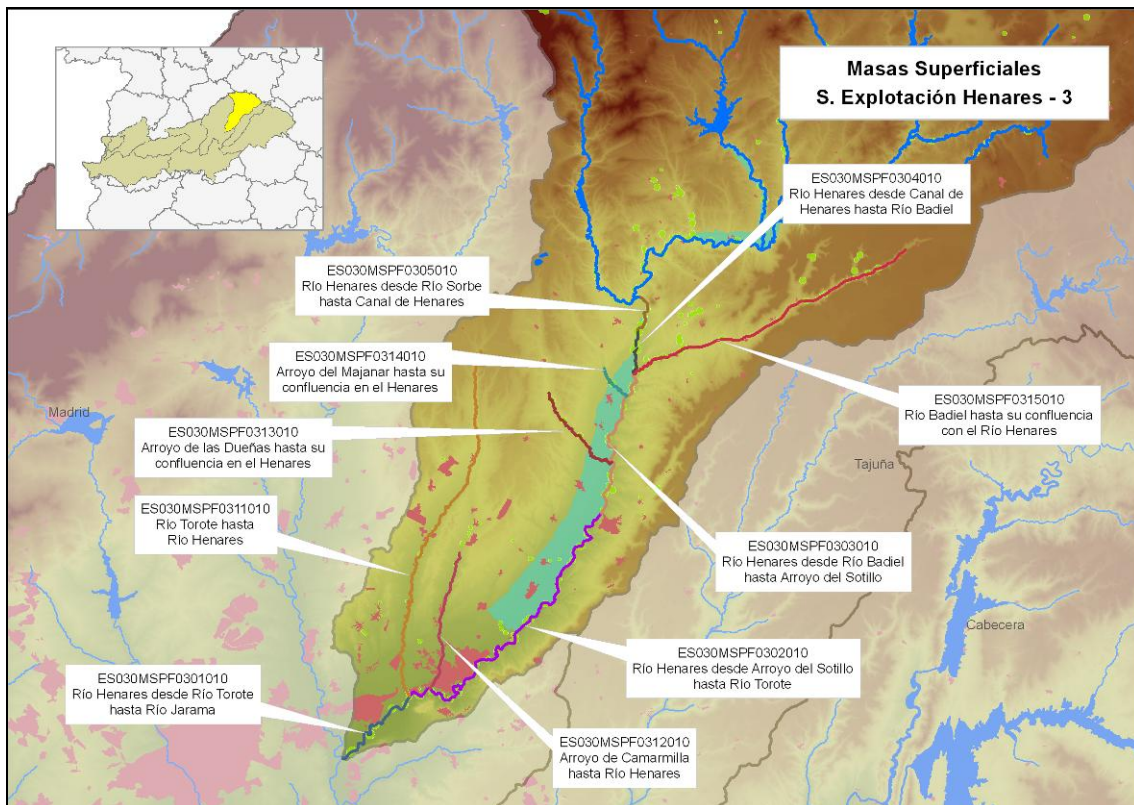 Masas Superficiales
S. Explotación Henares - 3
ES030MSPF0304010
Río Henares desde Canal de
Henares hasta Río Badiel
ES030MSPF0305010
Río Henares desde Río Sorbe
hasta Canal de Henares
ES030MSPF0314010
Arroyo del Majanar hasta su
confluencia en el Henares
ES030MSPF0315010
Río Badiel hasta su confluencia
con el Río Henares
Madrid
ES030MSPF0313010
Arroyo de las Dueñas hasta su
confluencia en el Henares
Tajuña
ES030MSPF0311010
Río Torote hasta
Río Henares
ES030MSPF0303010
Río Henares desde Río Badiel
hasta Arroyo del Sotillo
Cabecera
ES030MSPF0302010
Río Henares desde Arroyo del Sotillo
hasta Río Torote
ES030MSPF0301010
Río Henares desde Río Torote
hasta Río Jarama
ES030MSPF0312010
Arroyo de Camarmilla
hasta Río Henares